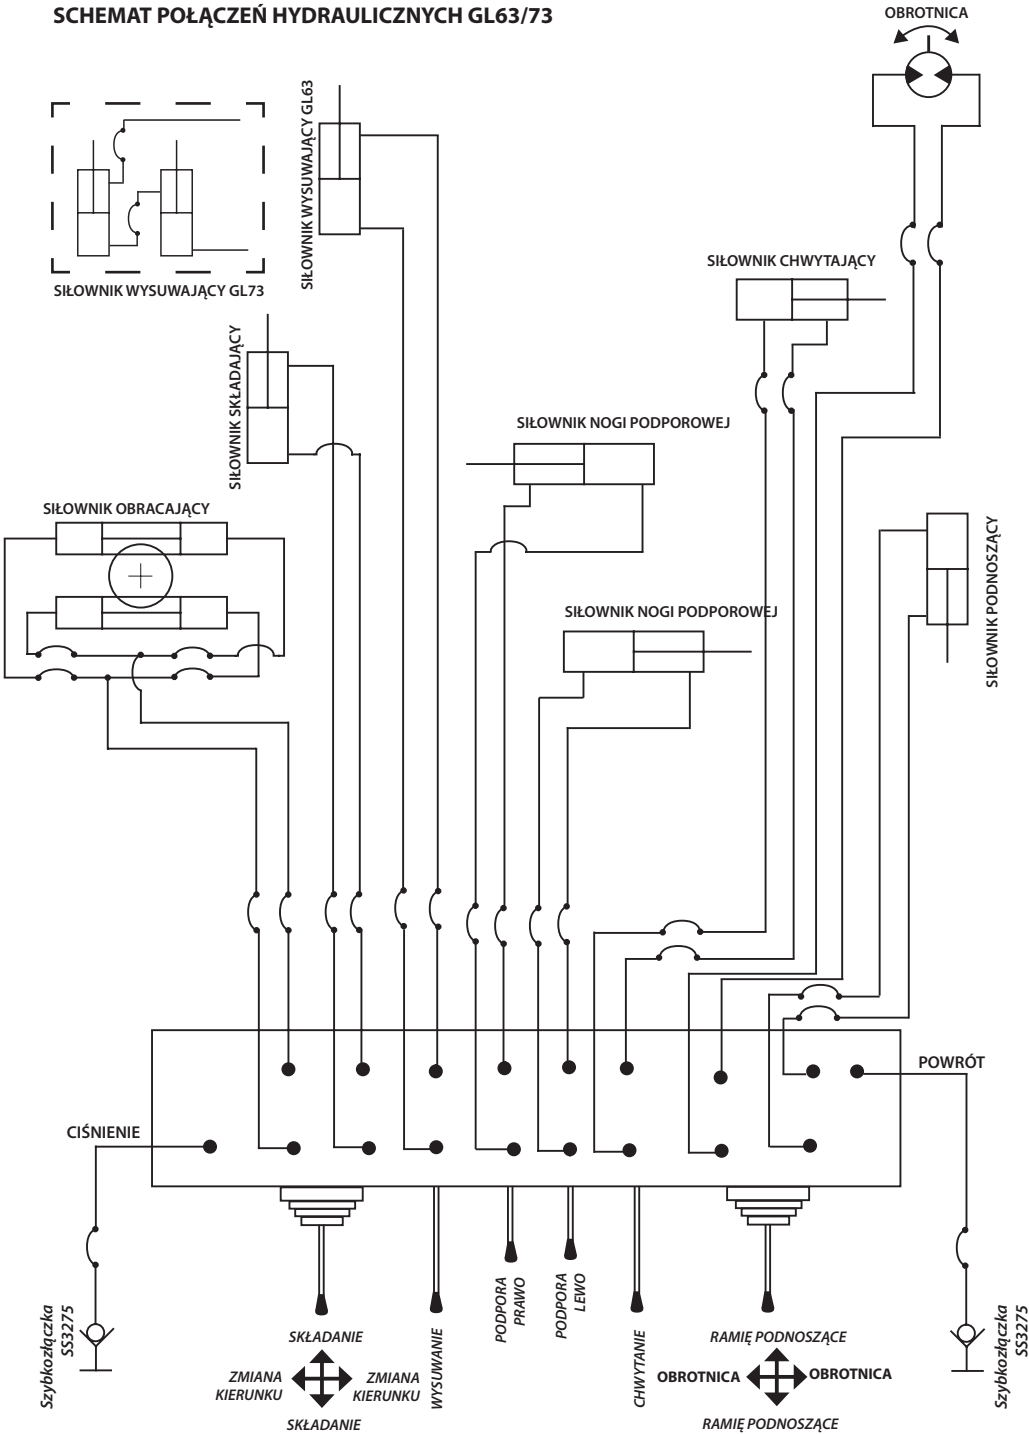 SCHEMAT POŁĄCZEŃ HYDRAULICZNYCH GL63/73
OBROTNICA
SIŁOWNIK WYSUWAJĄCY GL63
SIŁOWNIK WYSUWAJĄCY GL73
SIŁOWNIK CHWYTAJĄCY
SIŁOWNIK SKŁADAJĄCY
SIŁOWNIK NOGI PODPOROWEJ
SIŁOWNIK OBRACAJĄCY
SIŁOWNIK PODNOSZĄCY
SIŁOWNIK NOGI PODPOROWEJ
POWRÓT
CIŚNIENIE
Szybkozłączka
SS3275
SKŁADANIE
ZMIANA
KIERUNKU
ZMIANA
KIERUNKU
SKŁADANIE
WYSUWANIE
PODPORA
PRAWO
PODPORA
LEWO
CHWYTANIE
RAMIĘ PODNOSZĄCE
OBROTNICA
OBROTNICA
RAMIĘ PODNOSZĄCE
Szybkozłączka
SS3275